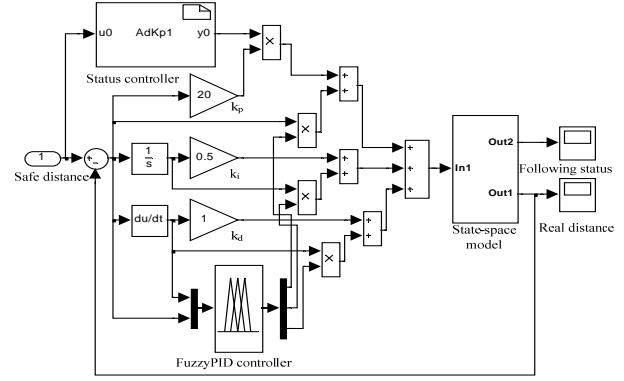 u0 AdKp1 y0
Status controller
×
20
kp
×
1
Safe distance
+
-
1
s
0.5
ki
×
du/dt
1
kd
×
FuzzyPID controller
+
+
+
+
+
+
+
+
+
In1
Out2
Out1
State-space
model
Following status
Real distance